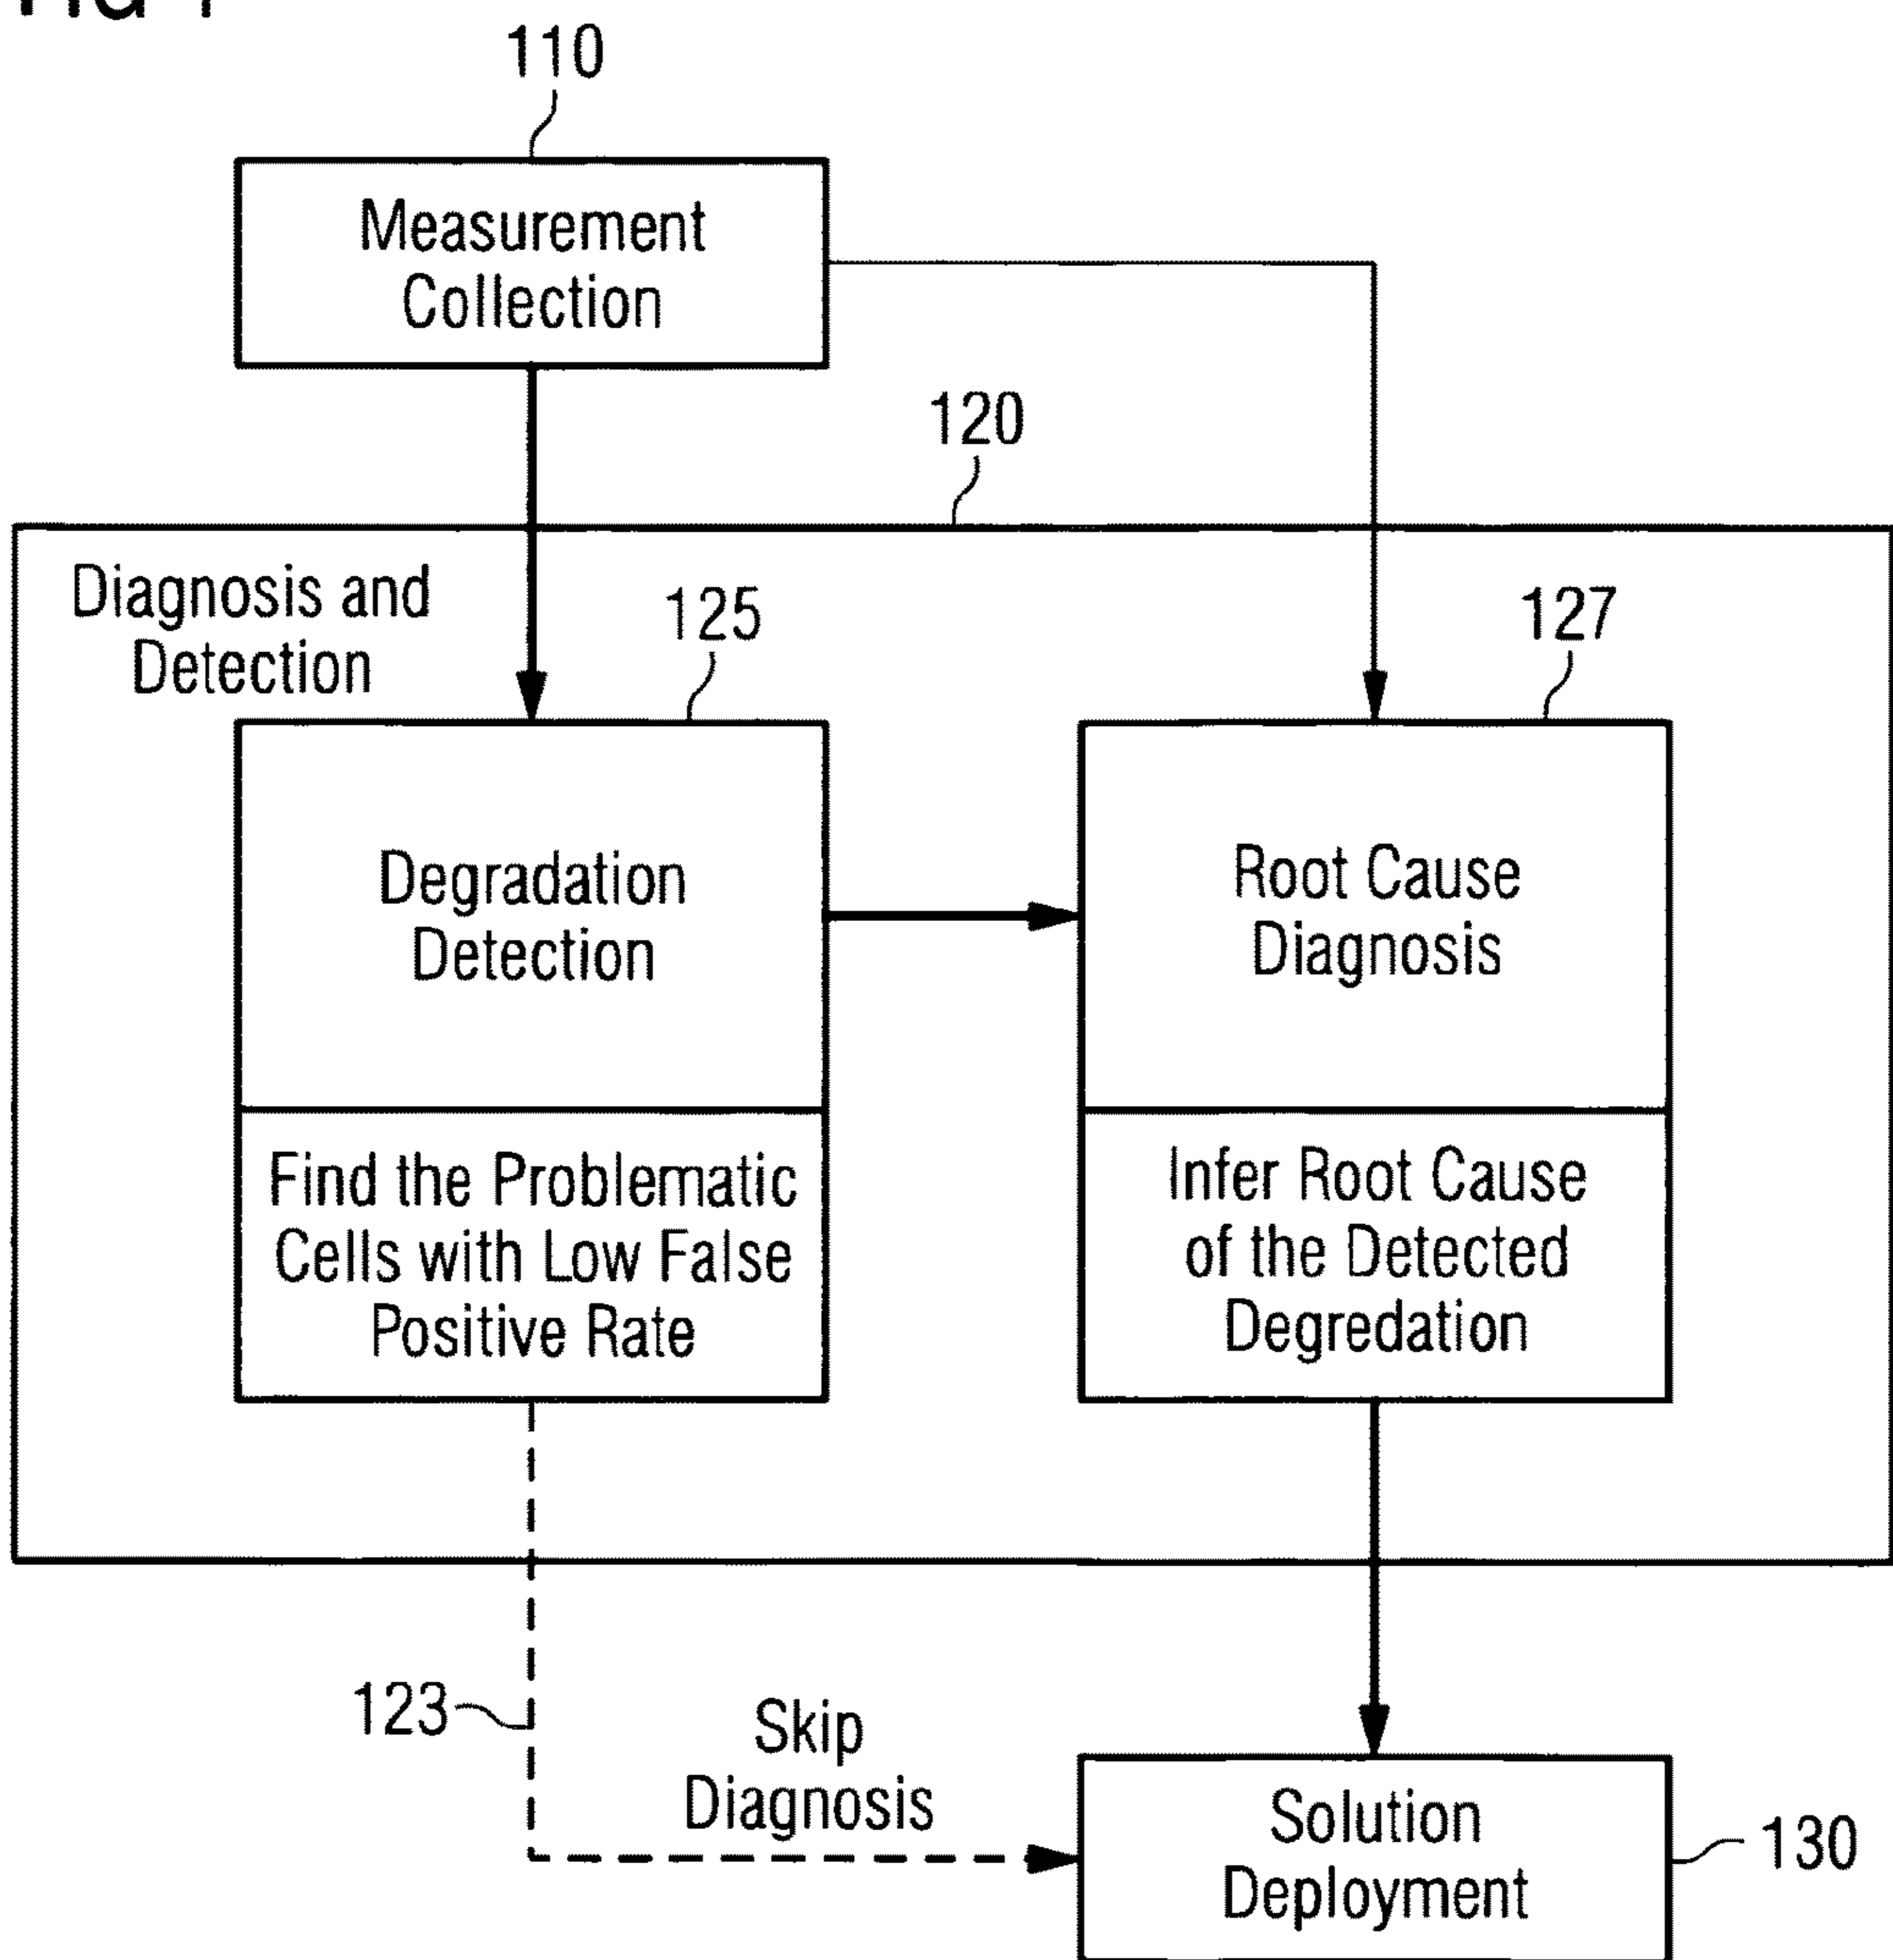 110
Measurement
Collection
120
Diagnosis and
Detection
125
127
Degradation
Detection
Root Cause
Diagnosis
Find the Problematic
Cells with Low False
Positive Rate
Infer Root Cause
of the Detected
Degredation
123
Skip
Diagnosis
Solution
Deployment
130